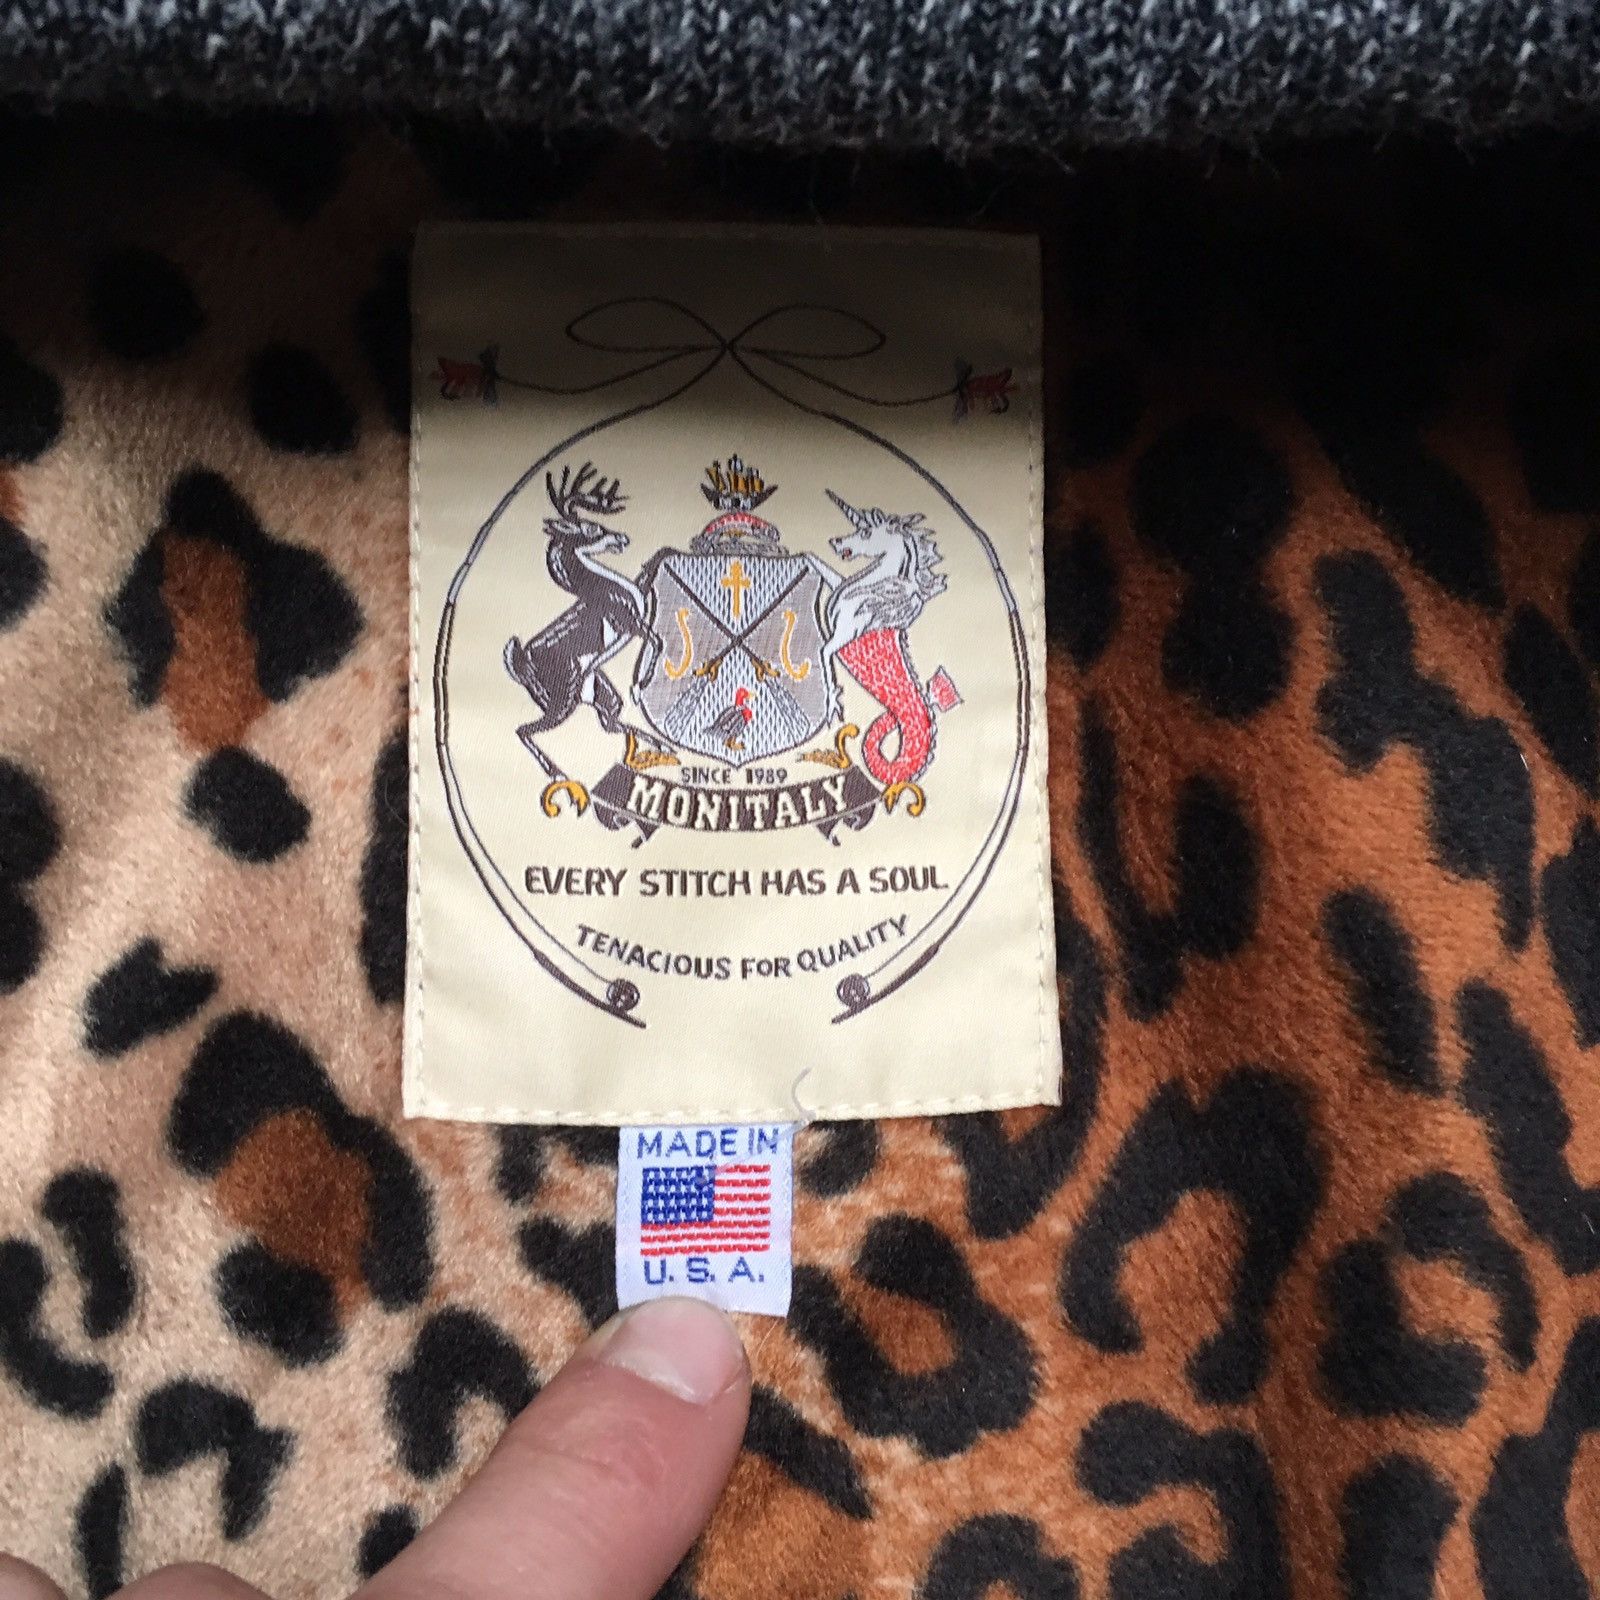 SINCE 1989
MONITALY
EVERY STITCH HAS A SOUL
TENACIOUS FOR QUALITY
MADE IN
U.S.A.